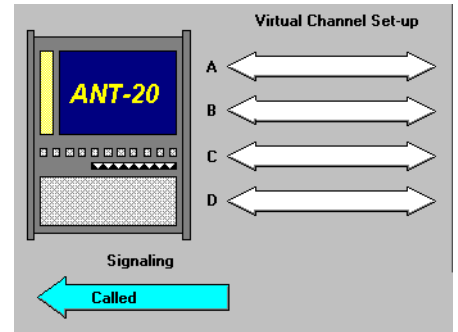 Virtual Channel Set-up
ANT-20
A
B
C
D
Signaling
Called